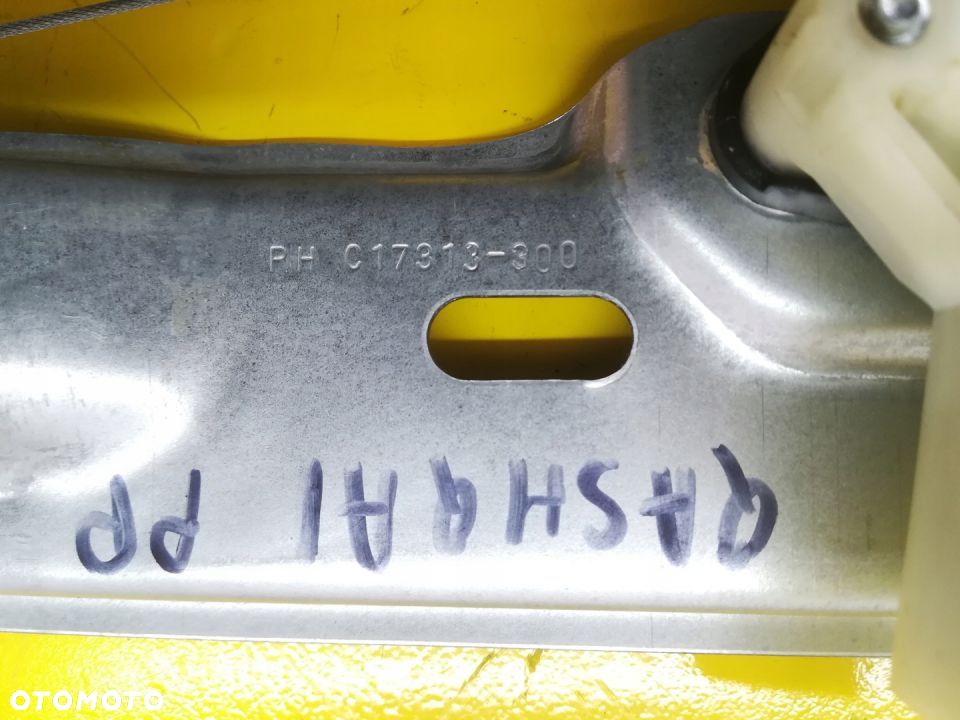 PH C17313-300
QASHQAI PP
OTOMOTO